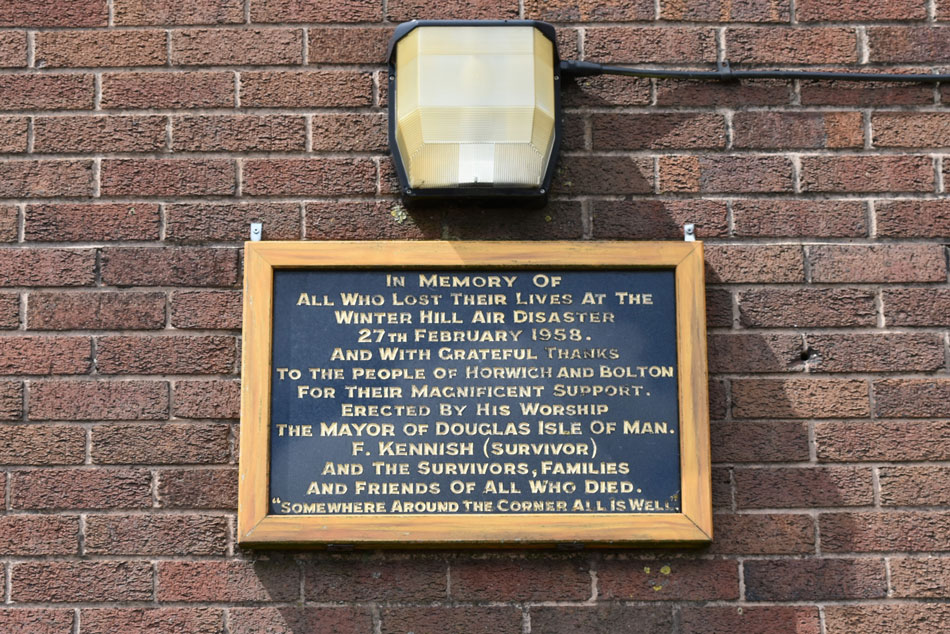 In Memory Of
All Who Lost Their Lives At The
Winter Hill Air Disaster
27th February 1958.
And With Grateful Thanks
To the People of Horwich and Bolton
For Their Magnificent Support.
Erected By His Worship
The Mayor of Douglas Isle Of Man.
F. Kennish (Survivor)
And The Survivors, Families
And Friends Of All Who Died.
"Somewhere Around The Corner All Is Well."